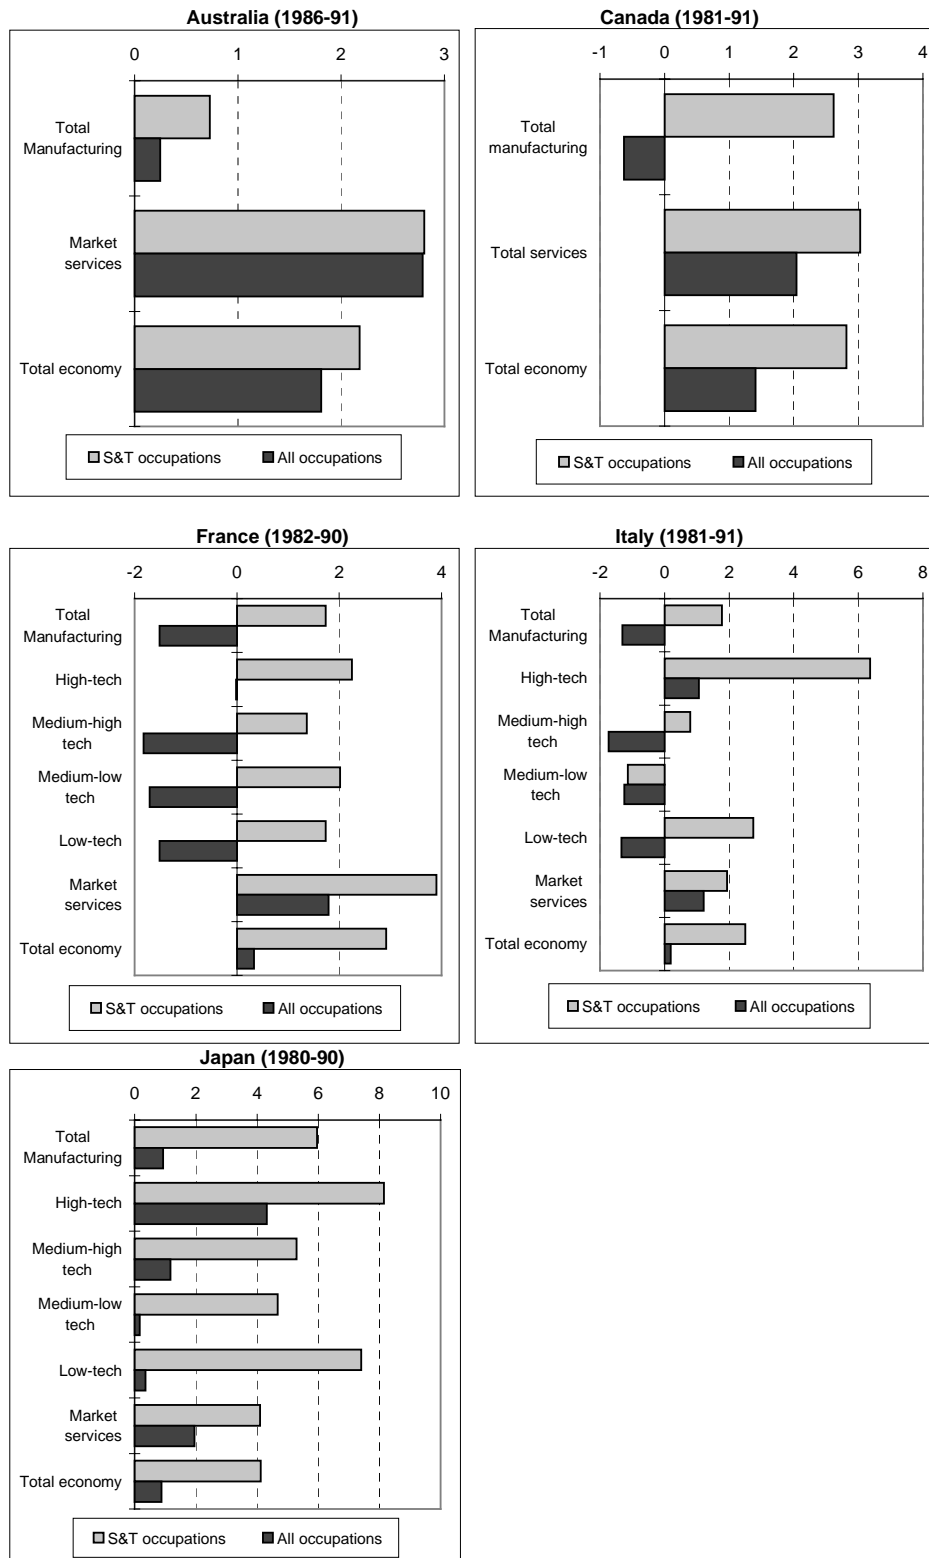 Australia (1986-91)
0 1 2 3
Total
Manufacturing
Market
services
Total economy
S&T occupations All occupations
Canada (1981-91)
-1 0 1 2 3 4
Total
manufacturing
Total services
Total economy
S&T occupations All occupations
France (1982-90)
-2 0 2 4
Total
Manufacturing
High-tech
Medium-high
tech
Medium-low
tech
Low-tech
Market
services
Total economy
S&T occupations All occupations
Italy (1981-91)
-2 0 2 4 6 8
Total
Manufacturing
High-tech
Medium-high
tech
Medium-low
tech
Low-tech
Market
services
Total economy
S&T occupations All occupations
Japan (1980-90)
0 2 4 6 8 10
Total
Manufacturing
High-tech
Medium-high
tech
Medium-low
tech
Low-tech
Market
services
Total economy
S&T occupations All occupations